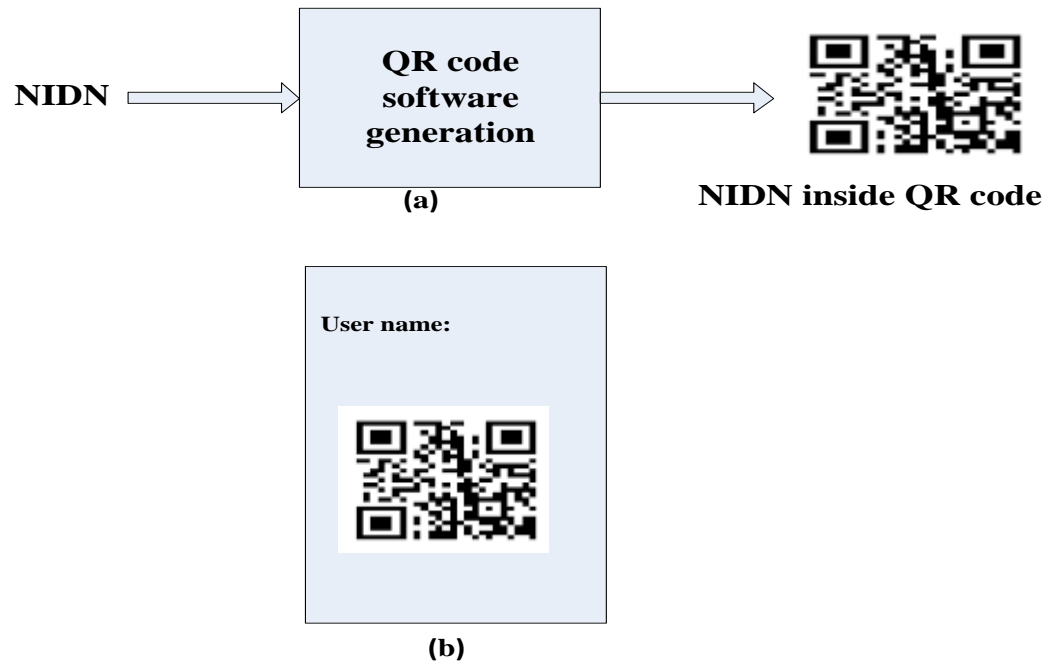 NIDN
QR code
software
generation
(a)
NIDN inside QR code
User name:
(b)